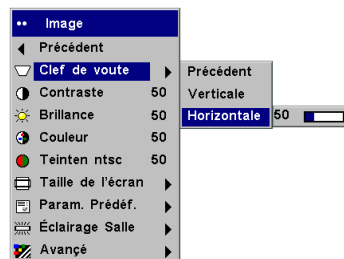 Image
Précédent
Clef de voute
Précédent
Contraste 50
Verticale
Brillance 50
Horizontale 50
Couleur 50
Teinten ntsc 50
Taille de l'écran
Param. Prédéf.
Éclairage Salle
Avançé